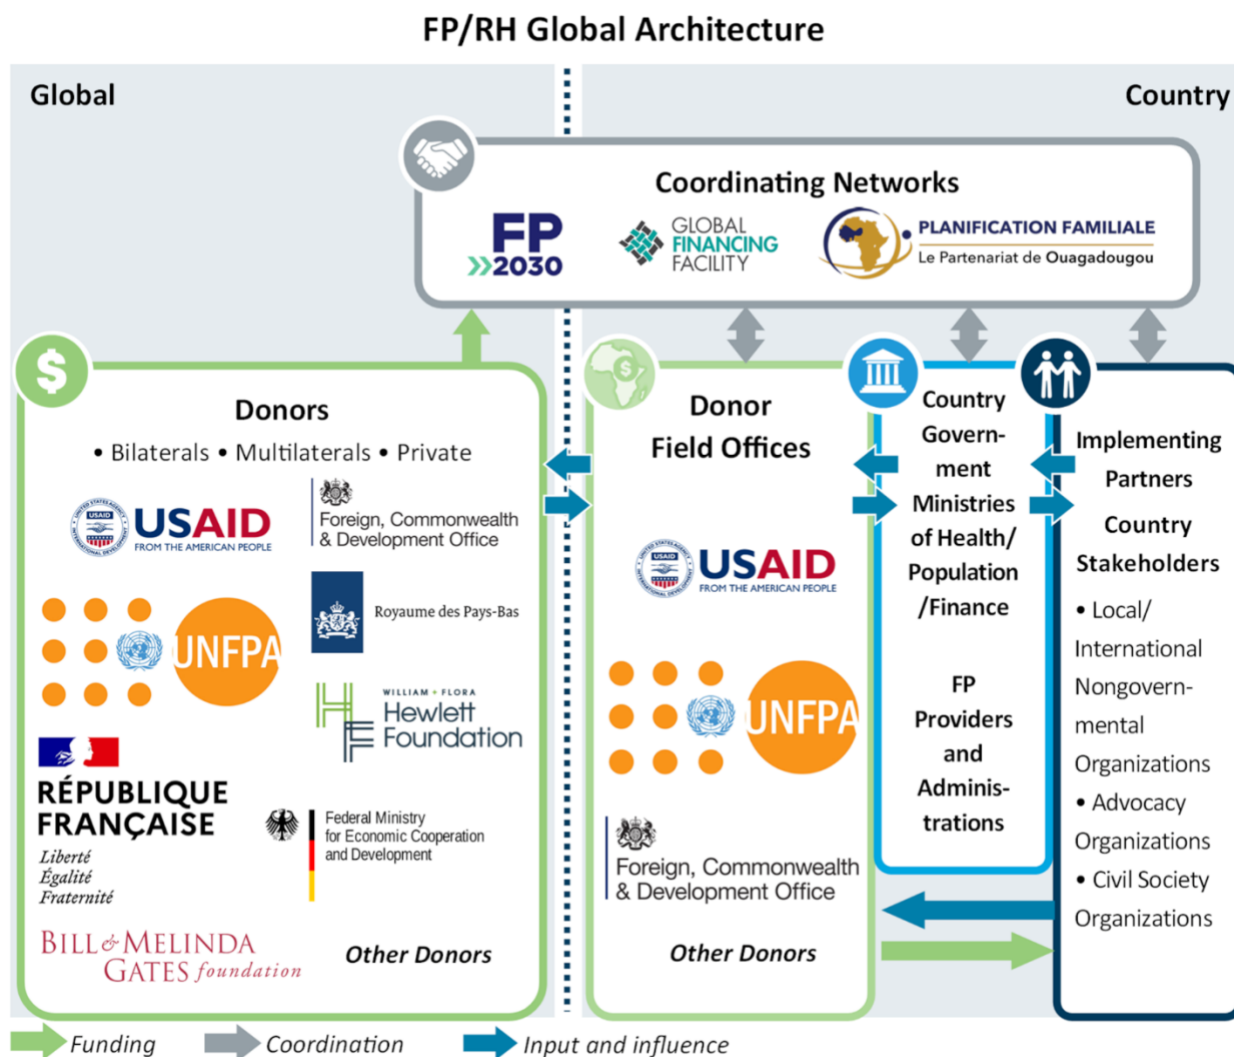 FP/RH Global Architecture
Global
Country
Coordinating Networks
FP
2030
GLOBAL
FINANCING
FACILITY
PLANIFICATION FAMILIALE
Le Partenariat de Ouagadougou
$
Donors
• Bilaterals • Multilaterals • Private
USAID
FROM THE AMERICAN PEOPLE
Foreign, Commonwealth
& Development Office
Royaume des Pays-Bas
UNFPA
WILLIAM + FLORA
Hewlett
Foundation
RÉPUBLIQUE
FRANÇAISE
Liberté
Égalité
Fraternité
Federal Ministry
for Economic Cooperation
and Development
BILL & MELINDA
GATES foundation
Other Donors
$
Donor
Field Offices
USAID
FROM THE AMERICAN PEOPLE
UNFPA
Foreign, Commonwealth
& Development Office
Other Donors
Country
Govern-
ment
Ministries
of Health/
Population
/Finance
FP
Providers
and
Adminis-
trations
Implementing
Partners
Country
Stakeholders
• Local/
International
Nongovern-
mental
Organizations
• Advocacy
Organizations
• Civil Society
Organizations
Funding
Coordination
Input and influence